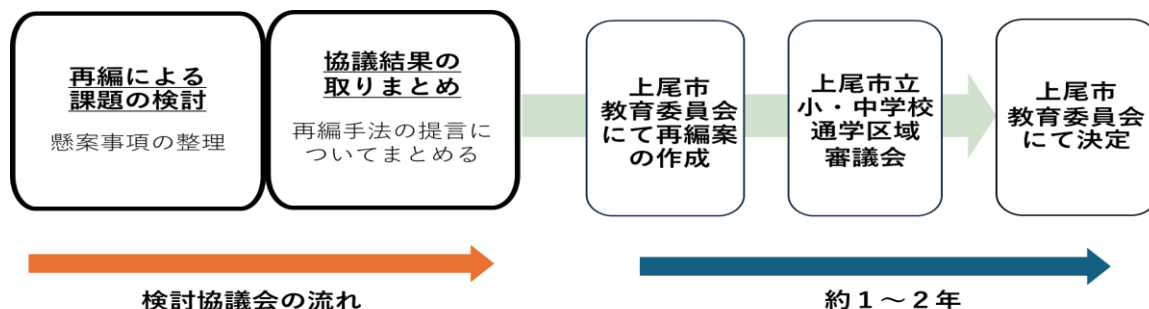 再編による
課題の検討
懸案事項の整理
協議結果の
取りまとめ
再編手法の提言に
ついてまとめる
上尾市
教育委員会
にて再編案
の作成
上尾市立
小・中学校
通学区域
審議会
上尾市
教育委員会
にて決定
検討協議会の流れ
約１～２年